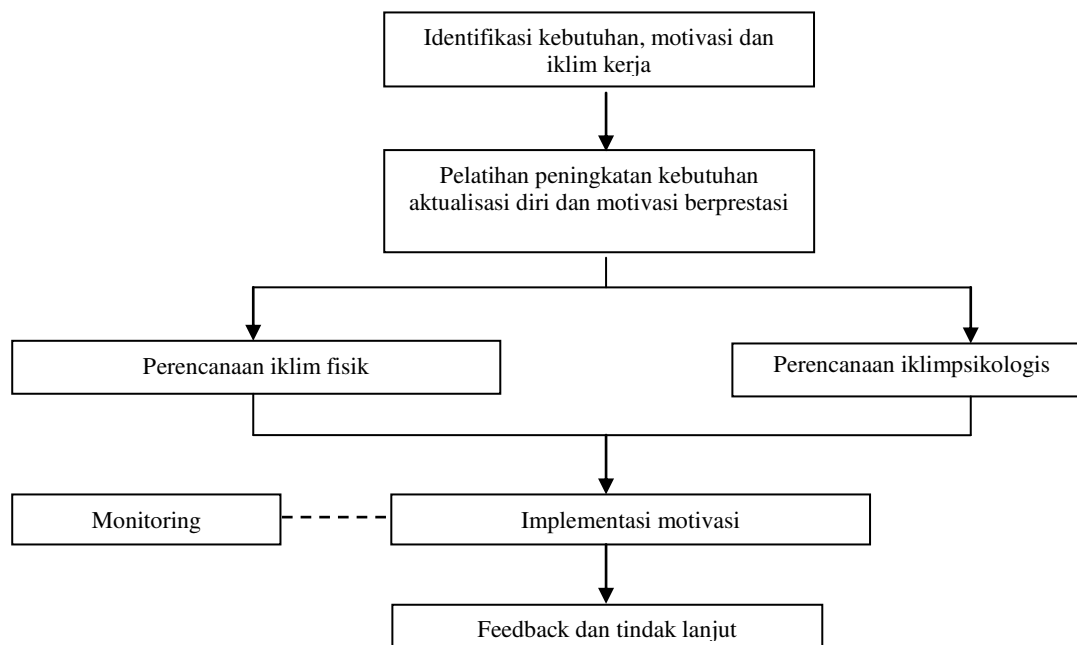 Identifikasi kebutuhan, motivasi dan
iklim kerja
Pelatihan peningkatan kebutuhan
aktualisasi diri dan motivasi berprestasi
Perencanaan iklim fisik
Perencanaan iklimpsikologis
Monitoring
Implementasi motivasi
Feedback dan tindak lanjut